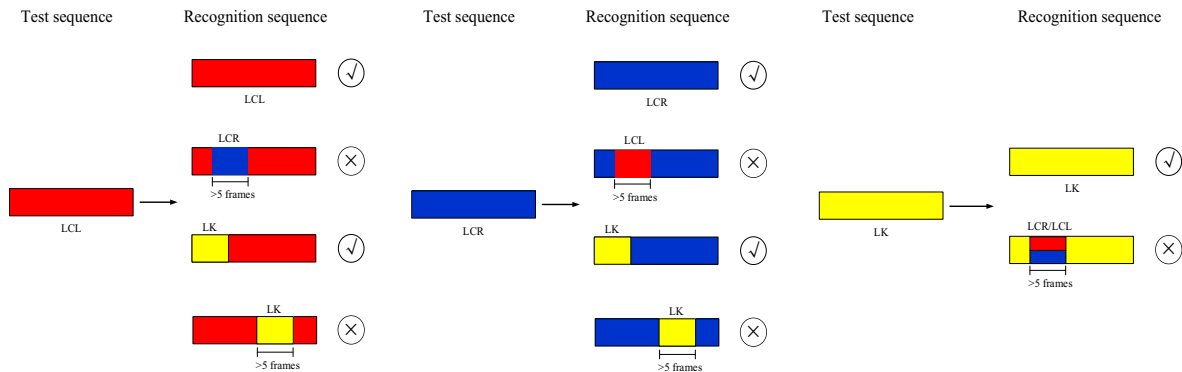 Test sequence
Recognition sequence
LCL
LCR
>5 frames
LCL
LK
LK
>5 frames
Test sequence
Recognition sequence
LCR
LCL
>5 frames
LCR
LK
LK
>5 frames
Test sequence
Recognition sequence
LK
LK
LCR/LCL
>5 frames